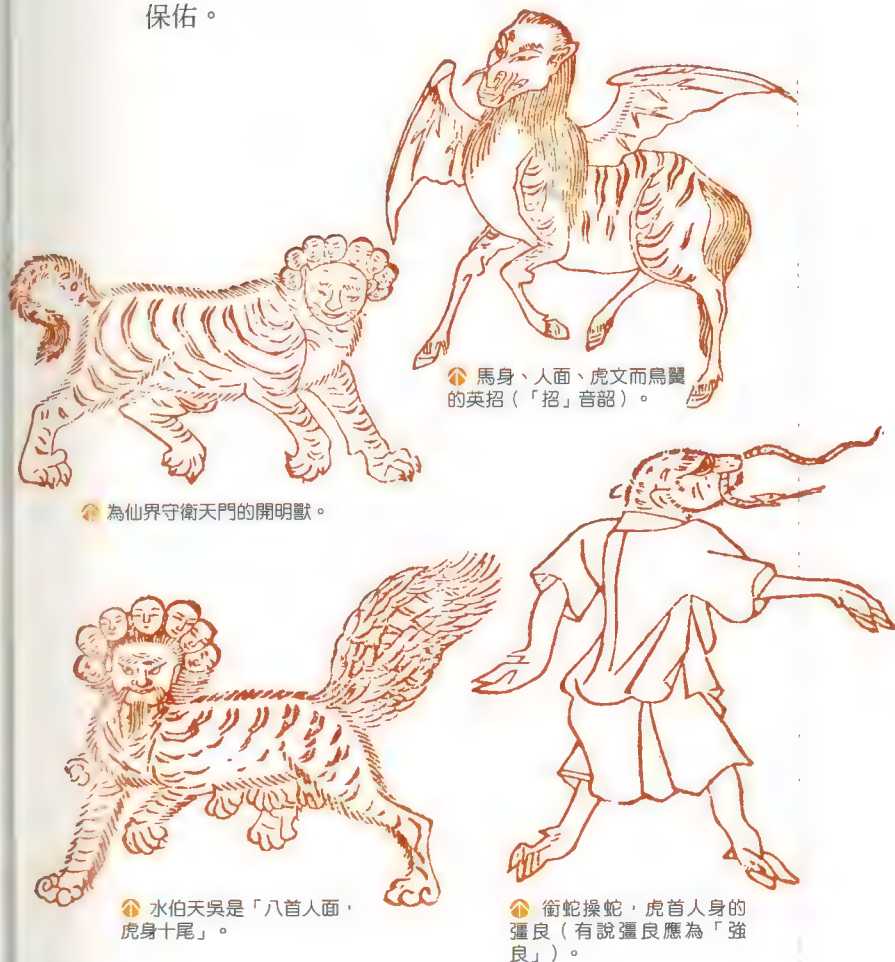 保佑。
馬身、人面、虎文而鳥翼
的英招（「招」音韶）。
為仙界守衛天門的開明獸。
水伯天吳是「八首人面，
虎身十尾」。
銜蛇操蛇，虎首人身的
彊良（有說彊良應為「強
良」）。